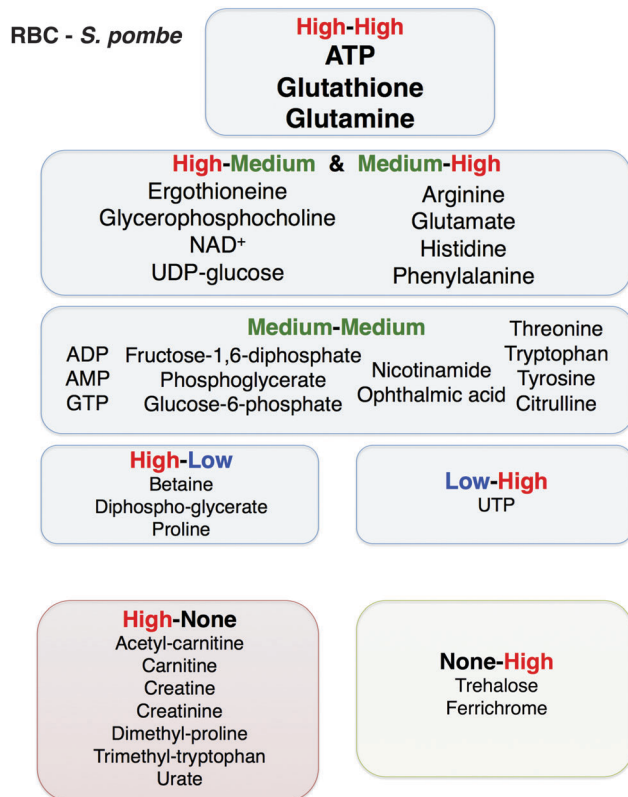 RBC - S. pombe
High-High
ATP
Glutathione
Glutamine
High-Medium & Medium-High
Ergothioneine
Glycerophosphocholine
NAD+
UDP-glucose
Arginine
Glutamate
Histidine
Phenylalanine
Medium-Medium
ADP
AMP
GTP
Fructose-1,6-diphosphate
Phosphoglycerate
Glucose-6-phosphate
Nicotinamide
Ophthalmic acid
Threonine
Tryptophan
Tyrosine
Citrulline
High-Low
Betaine
Diphospho-glycerate
Proline
Low-High
UTP
High-None
Acetyl-carnitine
Carnitine
Creatine
Creatinine
Dimethyl-proline
Trimethyl-tryptophan
Urate
None-High
Trehalose
Ferrichrome